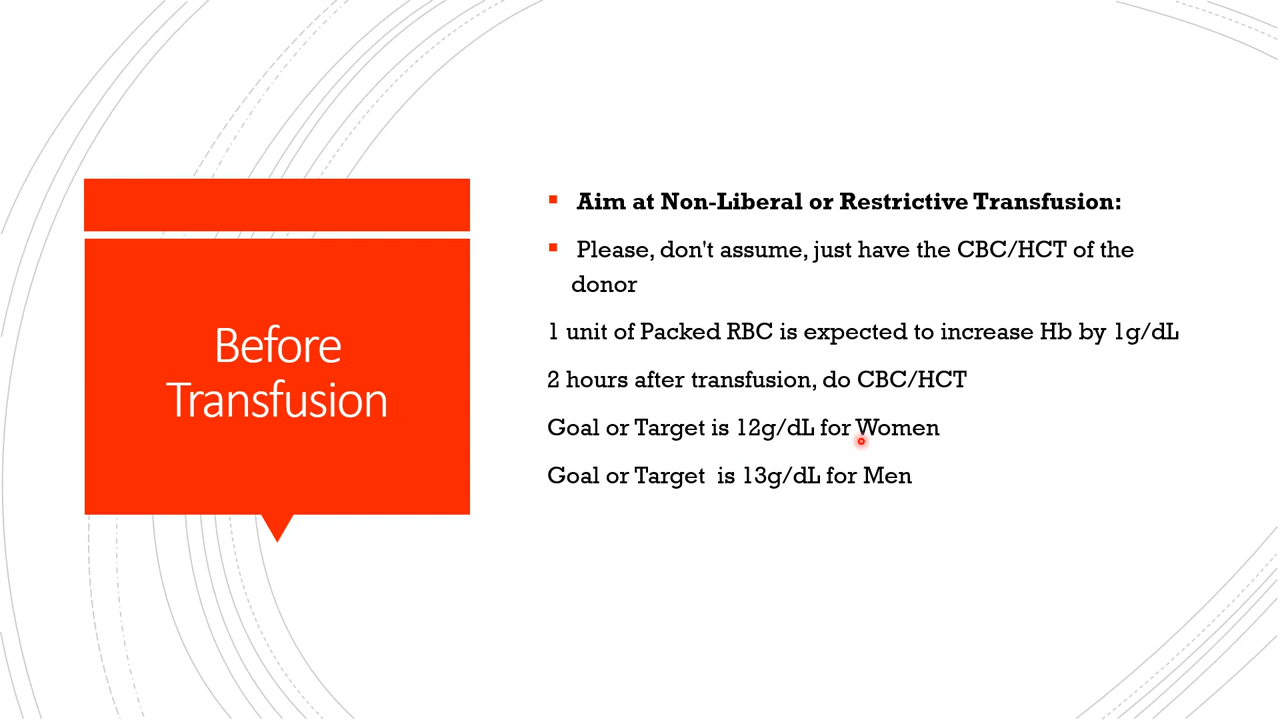 Before
Transfusion
Aim at Non-Liberal or Restrictive Transfusion:
Please, don't assume, just have the CBC/HCT of the
donor
1 unit of Packed RBC is expected to increase Hb by 1g/dL
2 hours after transfusion, do CBC/HCT
Goal or Target is 12g/dL for Women
Goal or Target is 13g/dL for Men